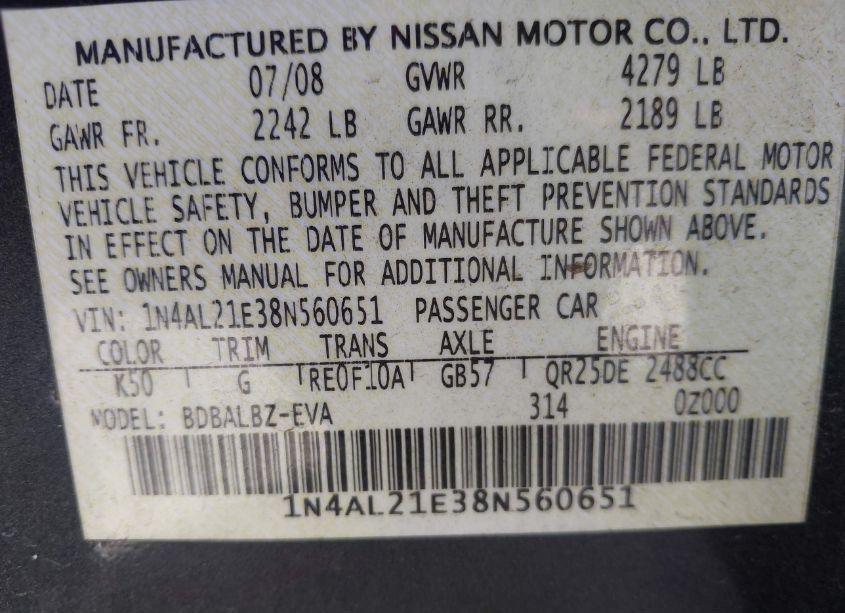 MANUFACTURED BY NISSAN MOTOR CO., LTD.
DATE 07/08 GVWR 4279 LB
GAWR FR. 2242 LB GAWR RR. 2189 LB
THIS VEHICLE CONFORMS TO ALL APPLICABLE FEDERAL MOTOR
VEHICLE SAFETY, BUMPER AND THEFT PREVENTION STANDARDS
IN EFFECT ON THE DATE OF MANUFACTURE SHOWN ABOVE.
SEE OWNERS MANUAL FOR ADDITIONAL INFORMATION.
VIN: 1N4AL21E38N560651 PASSENGER CAR
COLOR TRIM TRANS AXLE ENGINE
K50 G RE0F10A GB57 QR25DE 2488CC
MODEL: BDBALBZ-EVA 314 0Z000
1N4AL21E38N560651